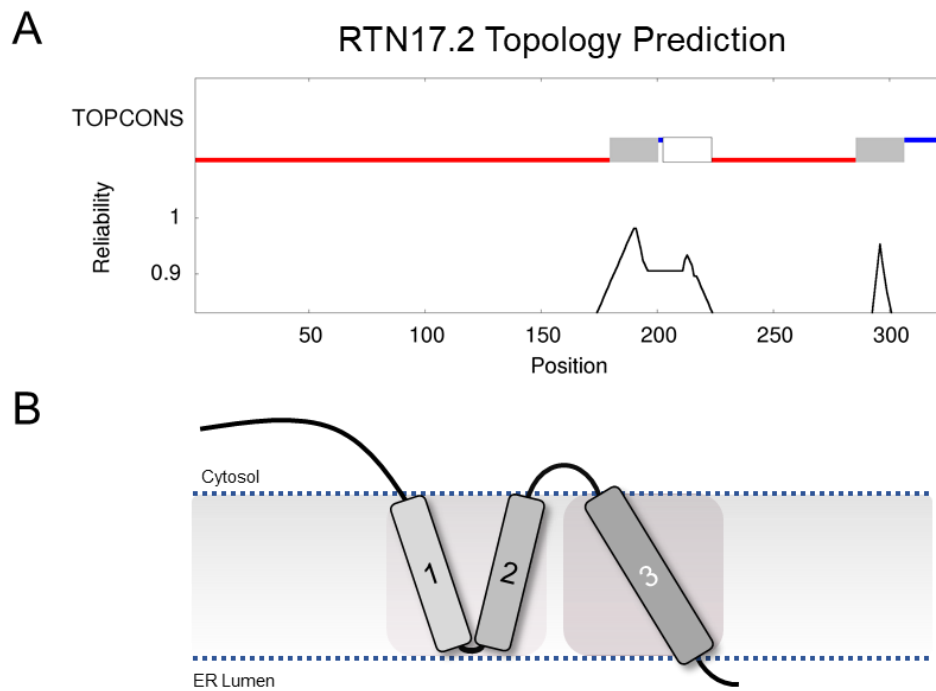 A
RTN17.2 Topology Prediction
TOPCONS
Reliability
1
0.9
50 100 150 200 250 300
Position
B
Cytosol
1 2 3
ER Lumen